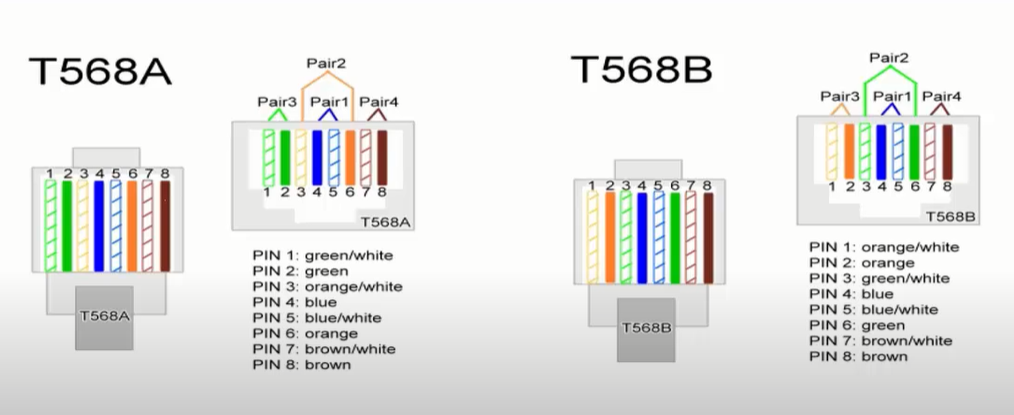 T568A
1 2 3 4 5 6 7 8
T568A
Pair2
Pair3 Pair1 Pair4
1 2 3 4 5 6 7 8
T568A
PIN 1: green/white
PIN 2: green
PIN 3: orange/white
PIN 4: blue
PIN 5: blue/white
PIN 6: orange
PIN 7: brown/white
PIN 8: brown
T568B
1 2 3 4 5 6 7 8
T568B
Pair2
Pair3 Pair1 Pair4
1 2 3 4 5 6 7 8
T568B
PIN 1: orange/white
PIN 2: orange
PIN 3: green/white
PIN 4: blue
PIN 5: blue/white
PIN 6: green
PIN 7: brown/white
PIN 8: brown